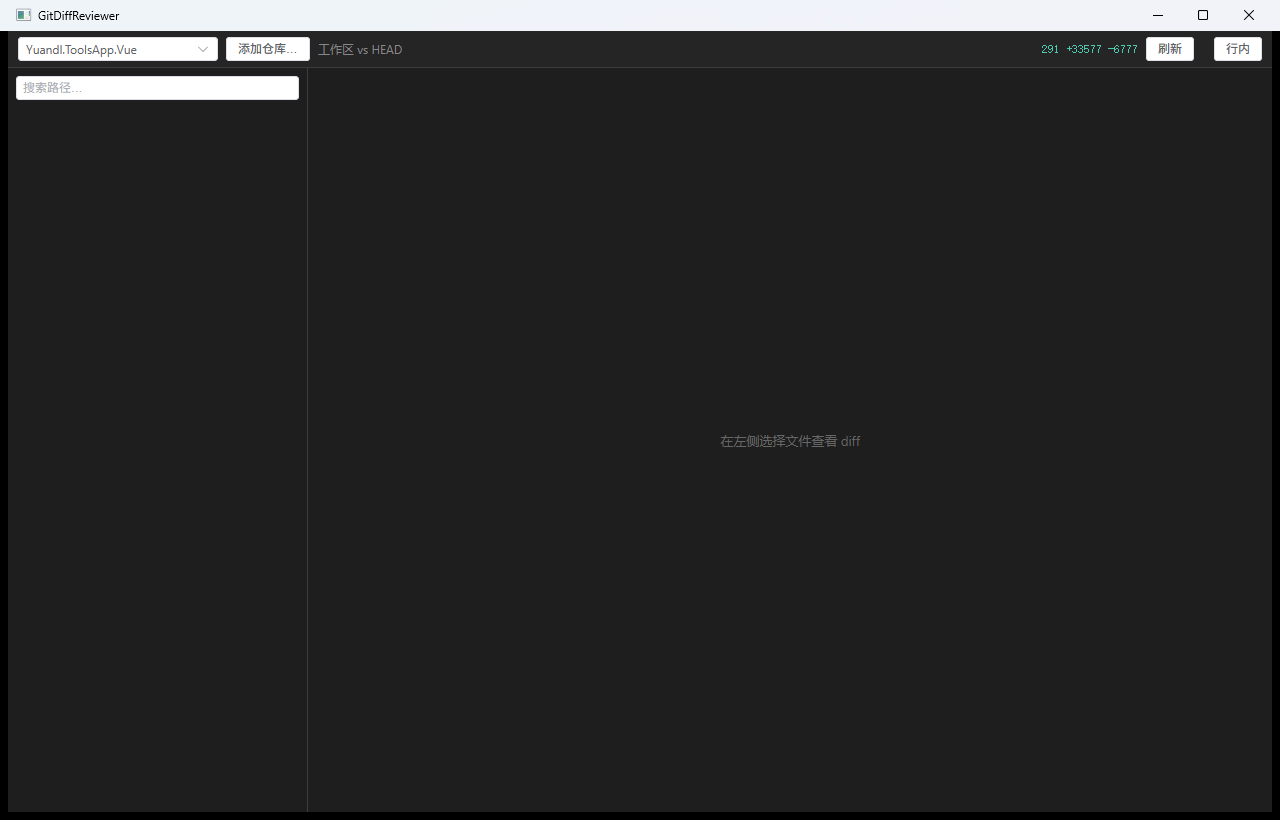 GitDiffReviewer
Yuandl.ToolsApp.Vue 添加仓库... 工作区 vs HEAD 291 +33577 -6777 刷新 行内
搜索路径...
在左侧选择文件查看 diff